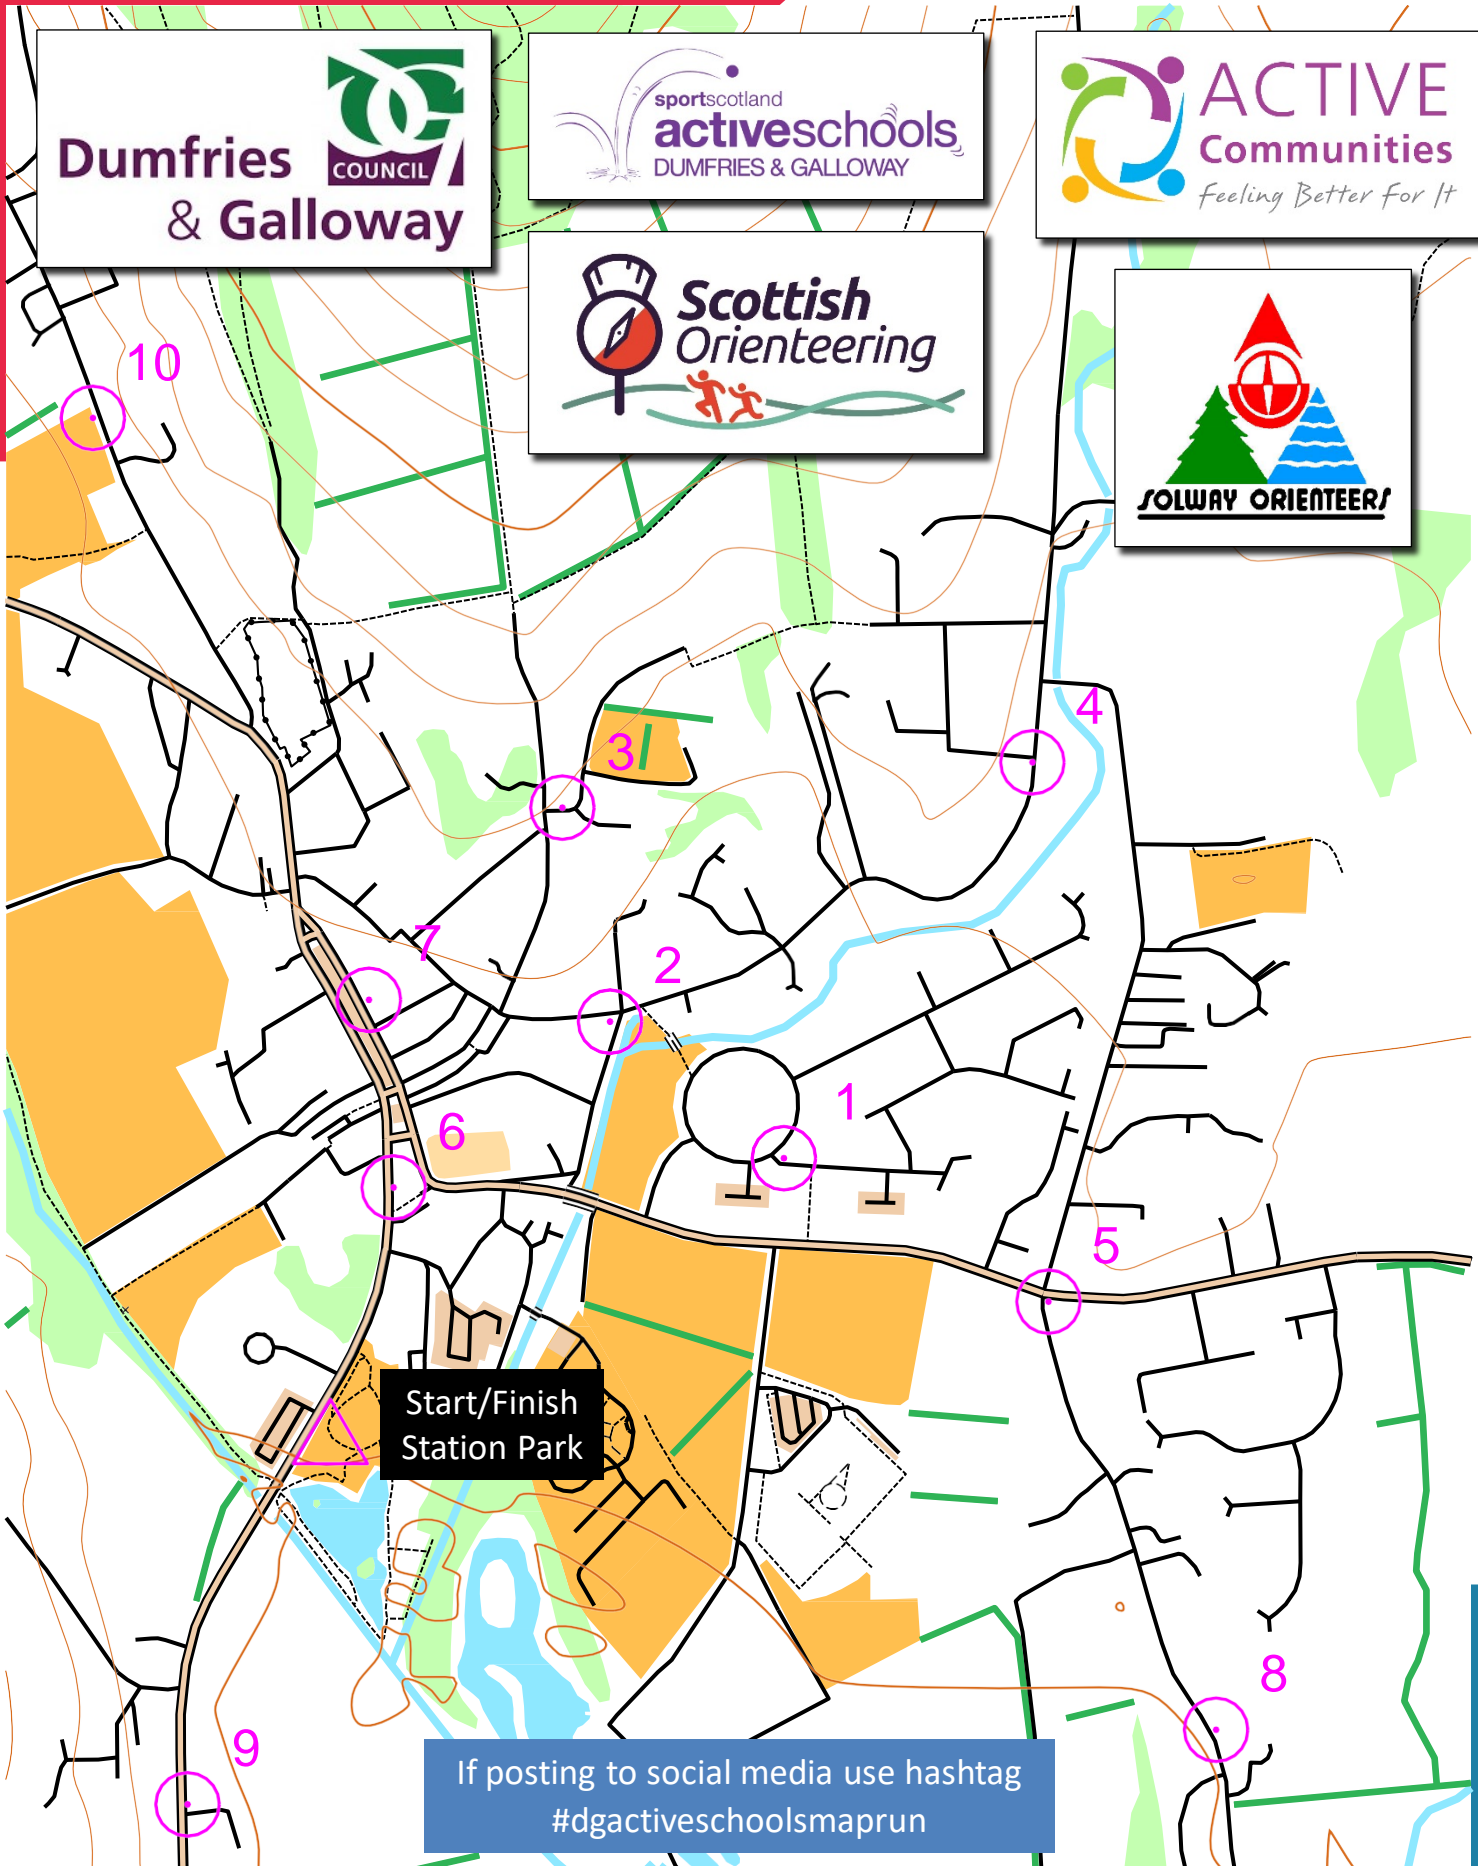 Dumfries
COUNCIL
& Galloway
sportscotland
activeschools
DUMFRIES & GALLOWAY
ACTIVE
Communities
Feeling Better For It
Scottish
Orienteering
SOLWAY ORIENTEERS
10
4
3
7
2
1
6
5
Start/Finish
Station Park
8
9
If posting to social media use hashtag
#dgactiveschoolsmaprun